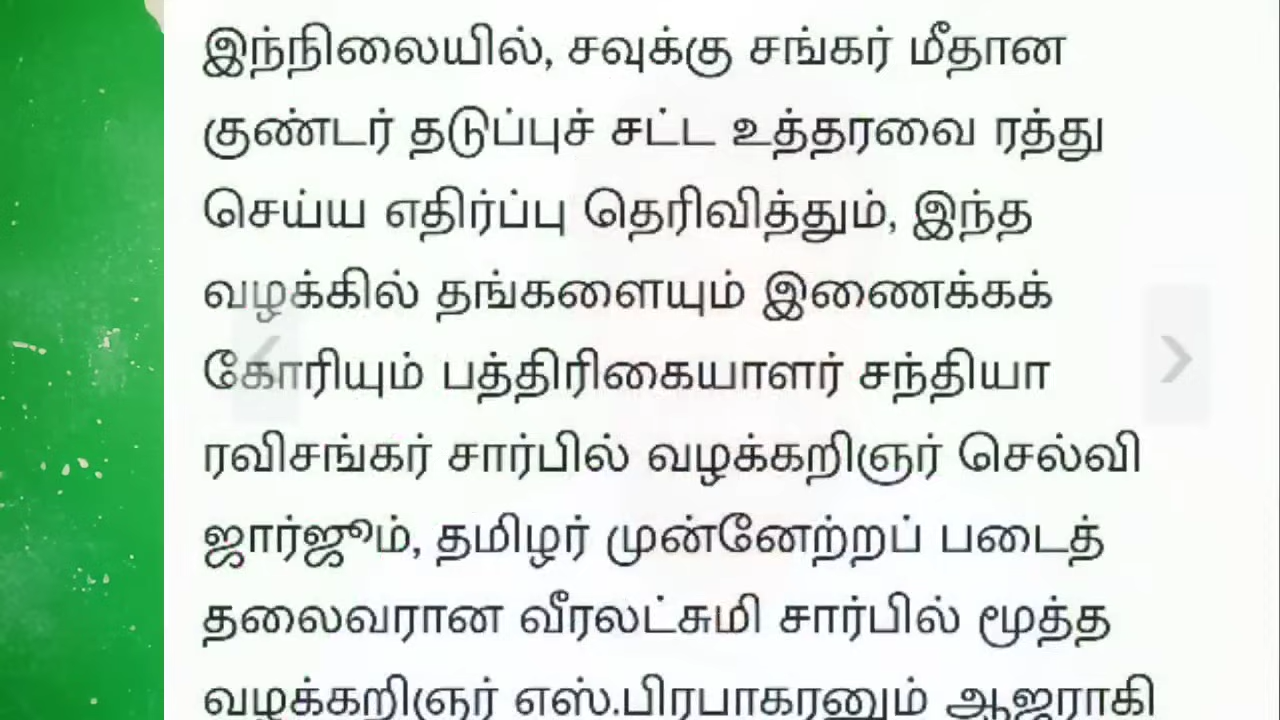 இந்நிலையில், சவுக்கு சங்கர் மீதான
குண்டர் தடுப்புச் சட்ட உத்தரவை ரத்து
செய்ய எதிர்ப்பு தெரிவித்தும், இந்த
வழக்கில் தங்களையும் இணைக்கக்
கோரியும் பத்திரிகையாளர் சந்தியா
ரவிசங்கர் சார்பில் வழக்கறிஞர் செல்வி
ஜார்ஜூம், தமிழர் முன்னேற்றப் படைத்
தலைவரான வீரலட்சுமி சார்பில் மூத்த
வழக்கறிஞர் எஸ்.பிரபாகரனும் ஆஜராகி